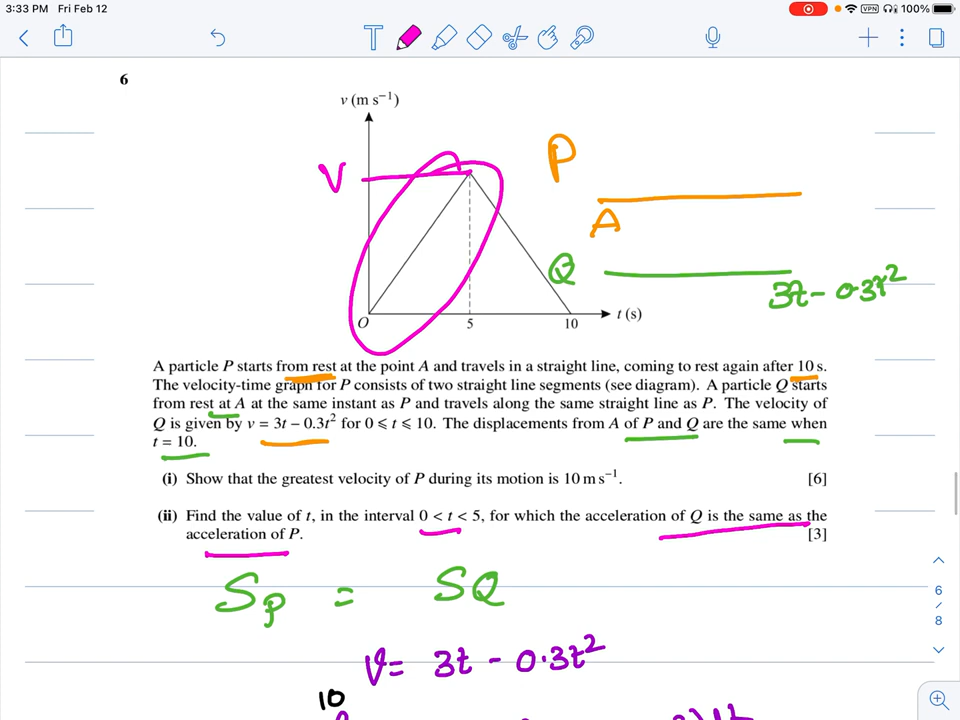 3:33 PM Fri Feb 12
VPN 100%
T
6
v (m s⁻¹)
V
P
A
Q
3t - 0.3t²
O
5
10
t (s)
A particle P starts from rest at the point A and travels in a straight line, coming to rest again after 10 s.
The velocity-time graph for P consists of two straight line segments (see diagram). A particle Q starts
from rest at A at the same instant as P and travels along the same straight line as P. The velocity of
Q is given by v = 3t − 0.3t² for 0 ⩽ t ⩽ 10. The displacements from A of P and Q are the same when
t = 10.
(i) Show that the greatest velocity of P during its motion is 10 m s⁻¹. [6]
(ii) Find the value of t, in the interval 0 < t < 5, for which the acceleration of Q is the same as the
acceleration of P. [3]
6
/
8
Sp = SQ
V = 3t - 0.3t²
10